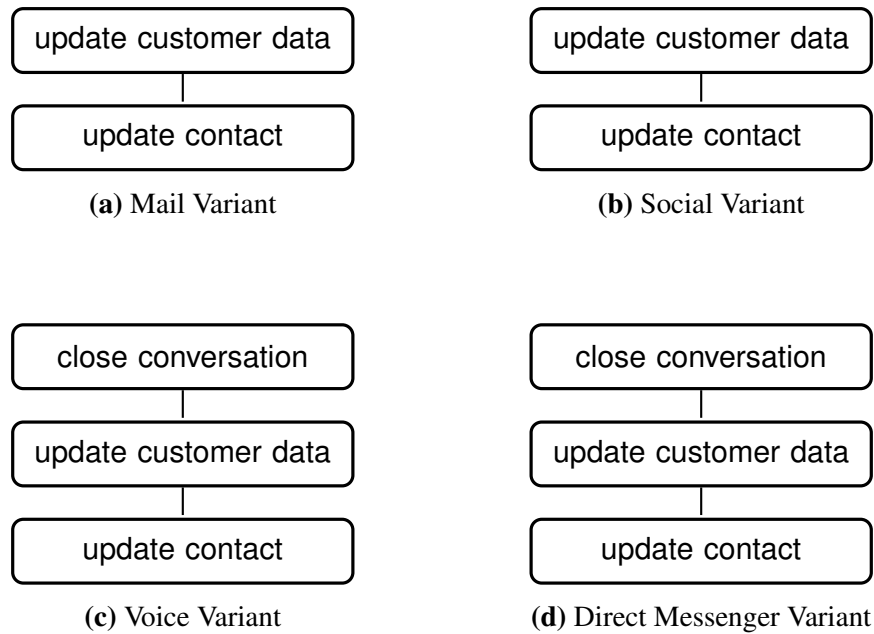 update customer data
update contact
(a) Mail Variant
update customer data
update contact
(b) Social Variant
close conversation
update customer data
update contact
(c) Voice Variant
close conversation
update customer data
update contact
(d) Direct Messenger Variant